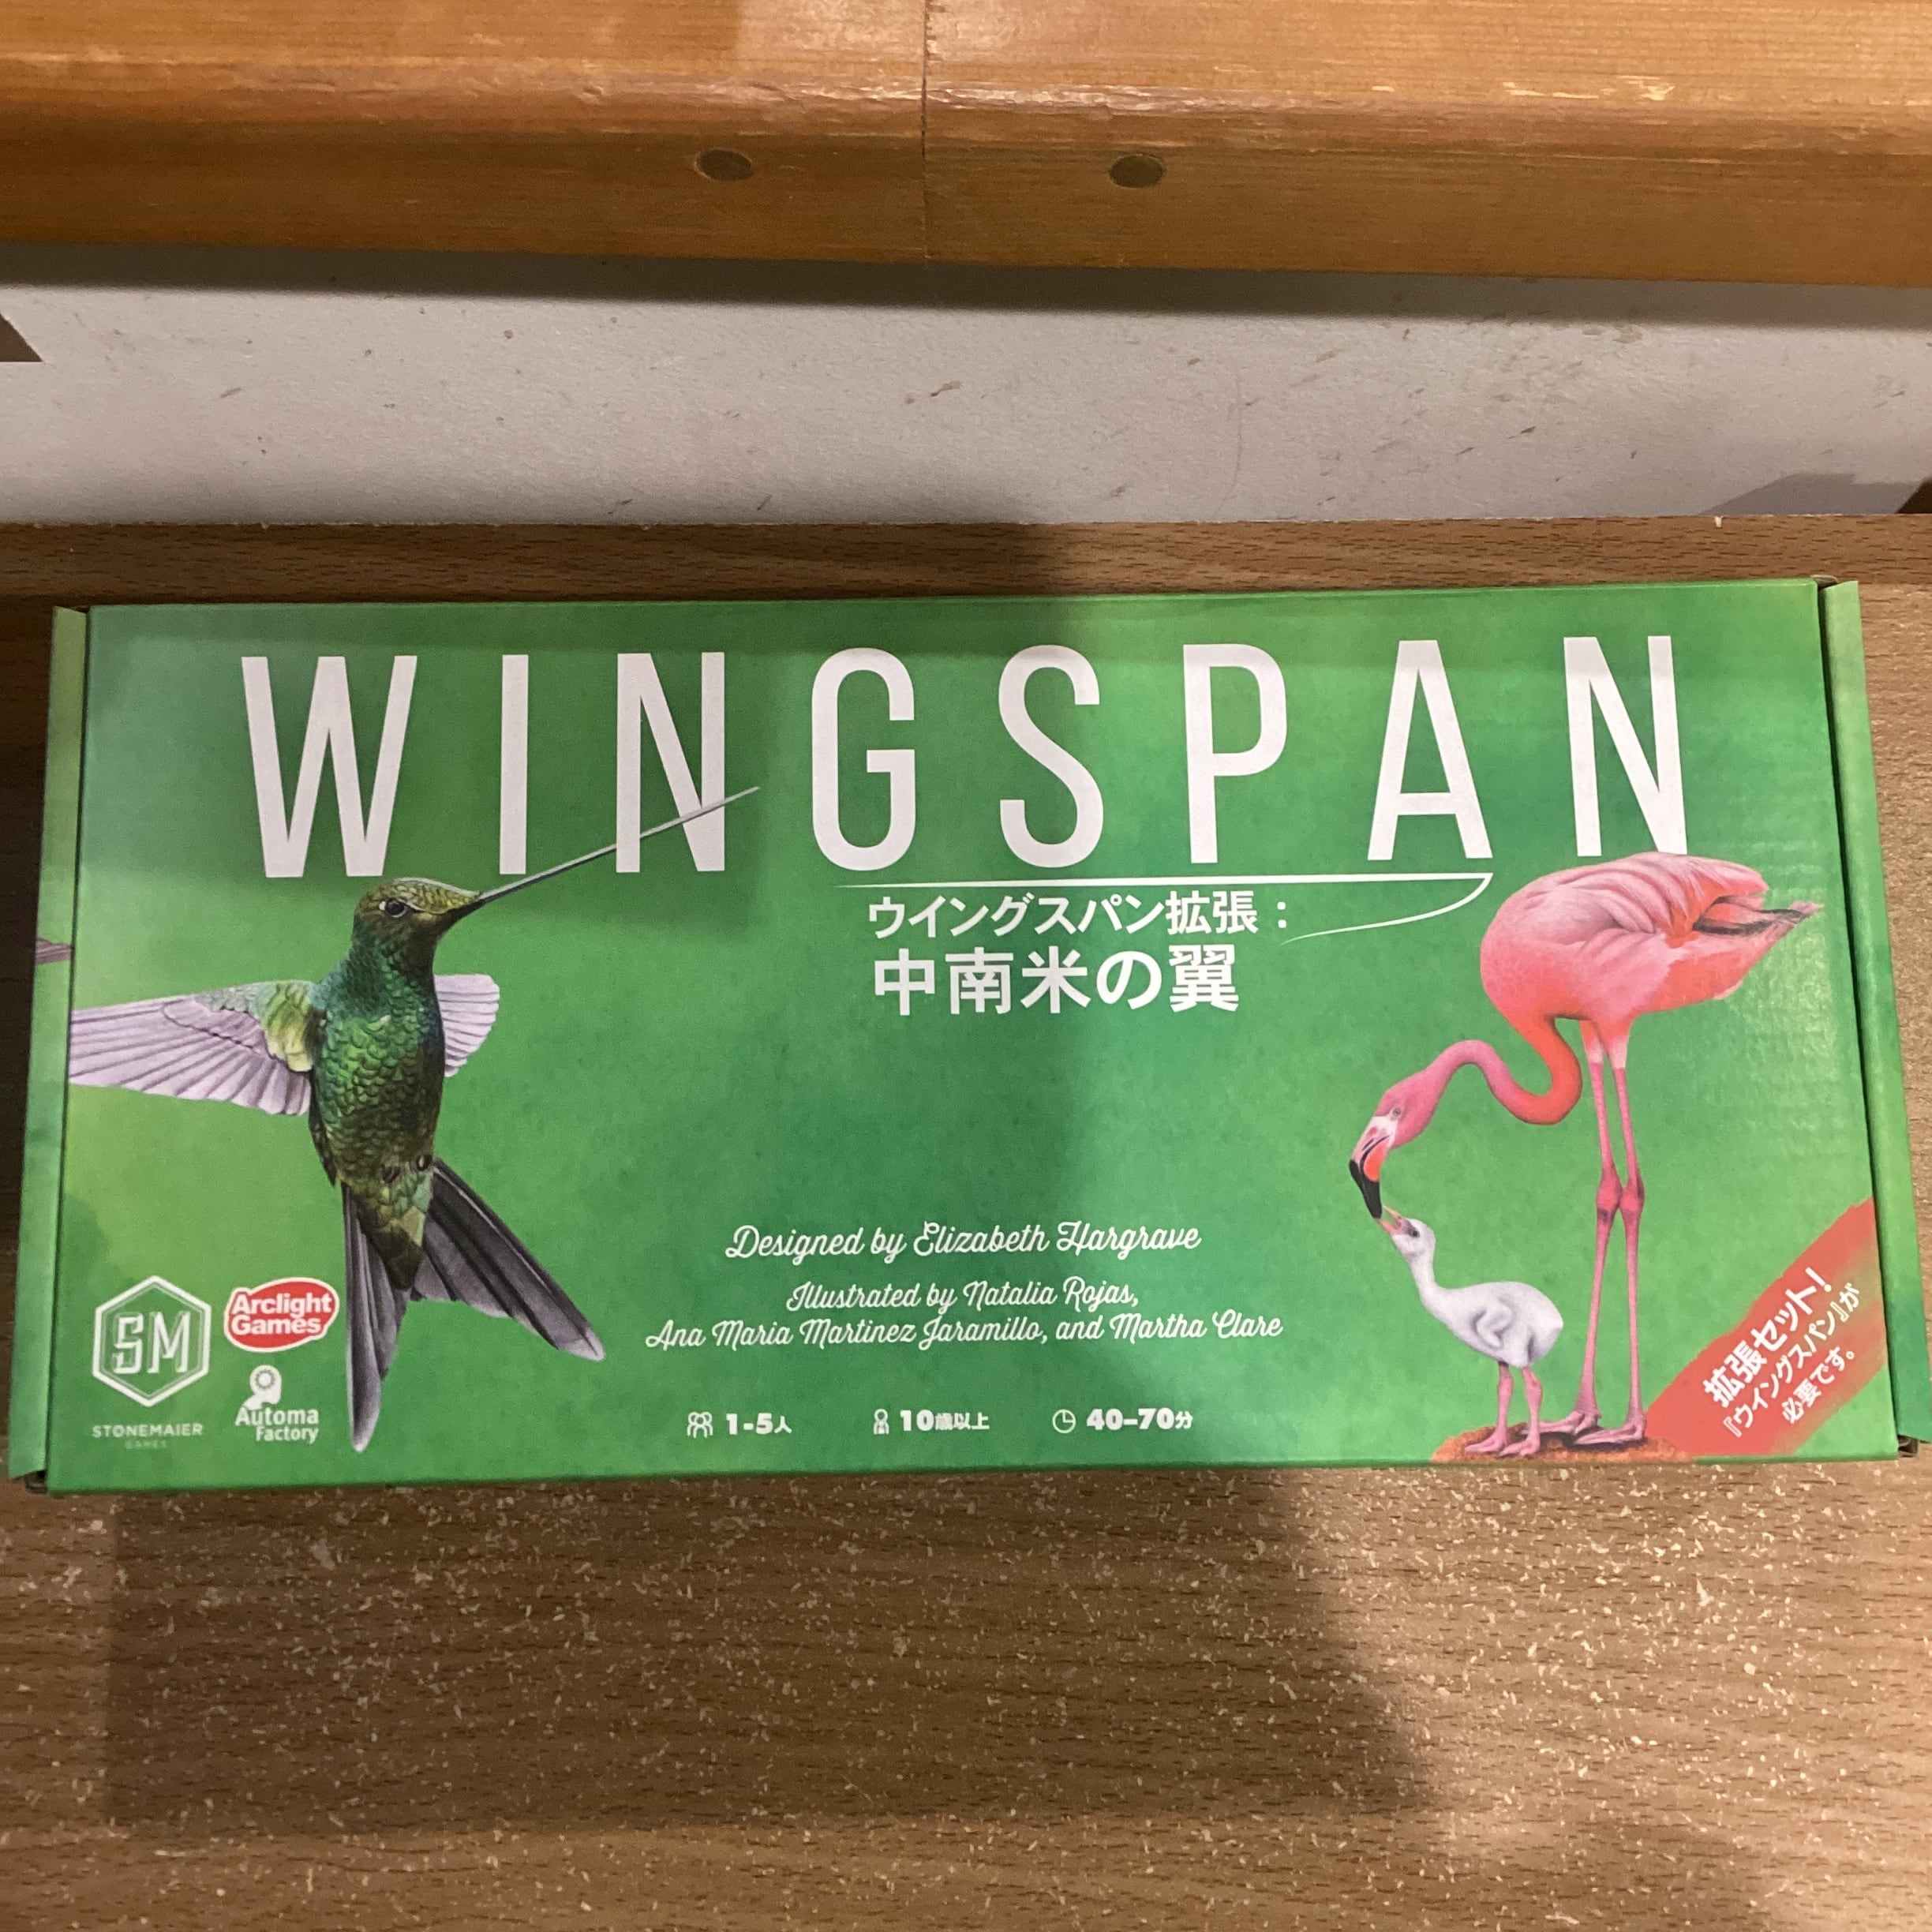 WINGSPAN
ウイングスパン拡張：
中南米の翼
Designed by Elizabeth Hargrave
Illustrated by Natalia Rojas,
Ana Maria Martinez Jaramillo, and Martha Clare
SM
STONEMAIER
GAMES
Arclight
Games
Automa
Factory
1-5人
10歳以上
40-70分
拡張セット！
『ウイングスパン』が
必要です。